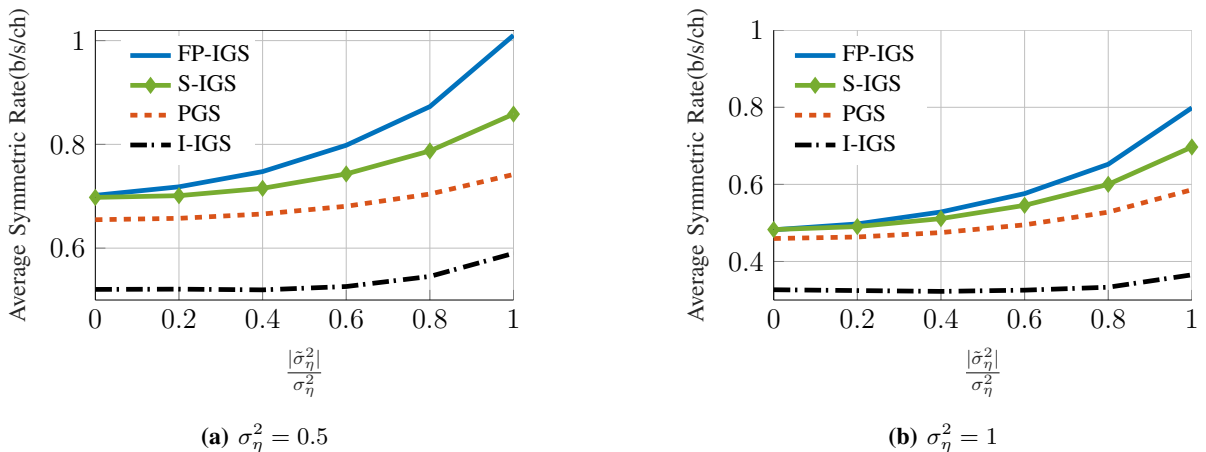 Average Symmetric Rate(b/s/ch)
1
0.8
0.6
FP-IGS
S-IGS
PGS
I-IGS
0 0.2 0.4 0.6 0.8 1
|σ̃²_η|
σ²_η
(a) σ²_η = 0.5
Average Symmetric Rate(b/s/ch)
1
0.8
0.6
0.4
FP-IGS
S-IGS
PGS
I-IGS
0 0.2 0.4 0.6 0.8 1
|σ̃²_η|
σ²_η
(b) σ²_η = 1